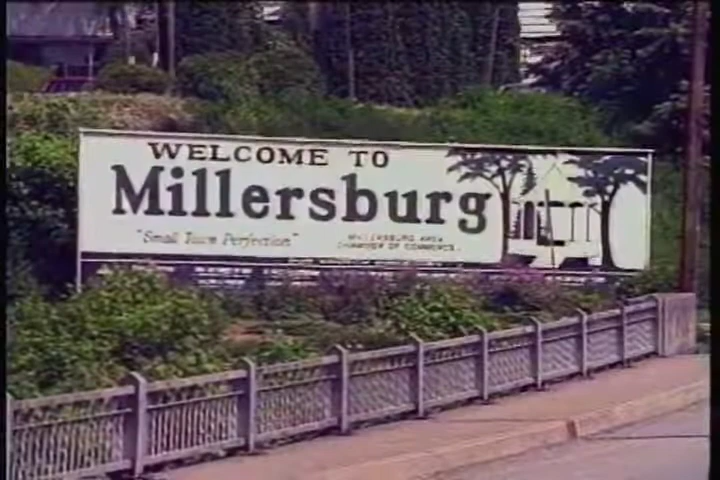 WELCOME TO
Millersburg
"Small Town Perfection"
MILLERSBURG AREA
CHAMBER OF COMMERCE